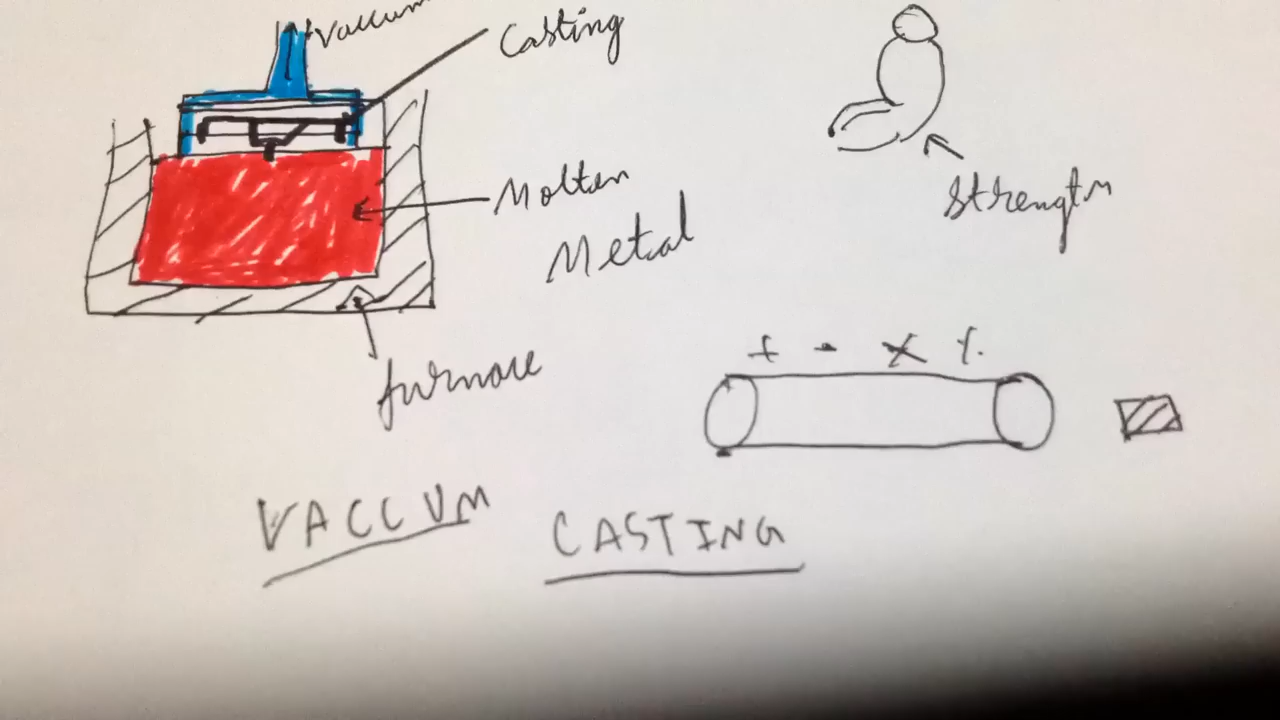 Vaccum
Casting
Molten
Metal
Strength
furnace
+ - × %
VACCUM CASTING